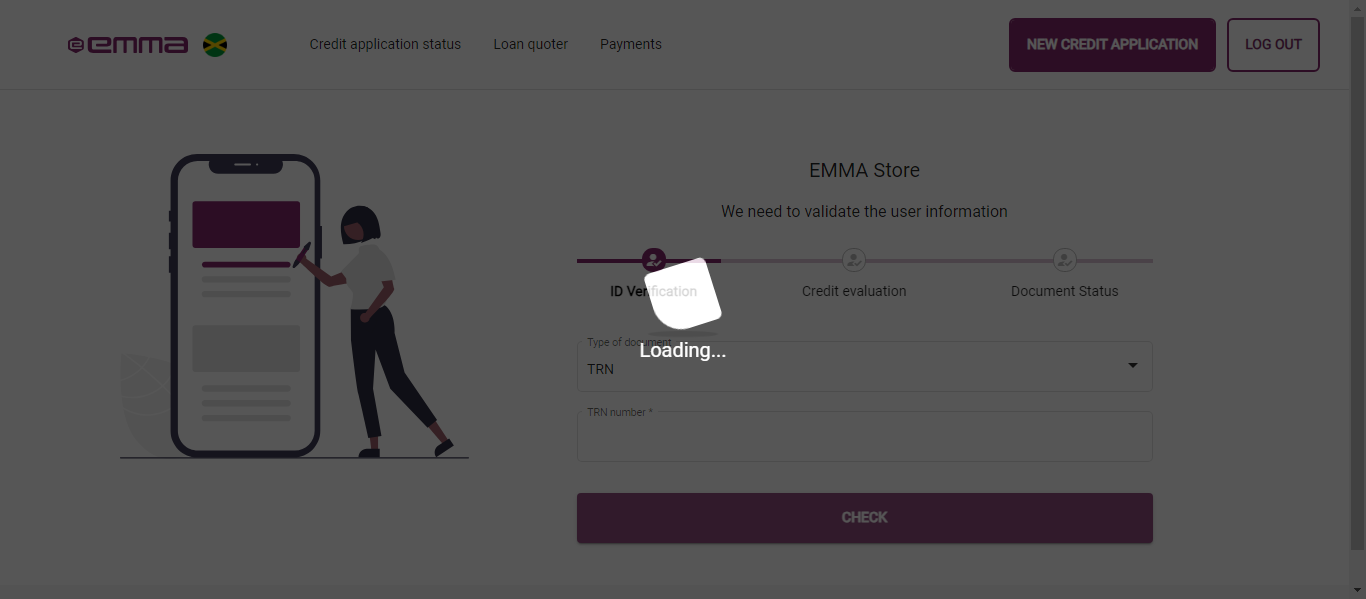 emma
Credit application status
Loan quoter
Payments
NEW CREDIT APPLICATION
LOG OUT
EMMA Store
We need to validate the user information
ID Verification
Credit evaluation
Document Status
Loading...
Type of document
TRN
TRN number *
CHECK